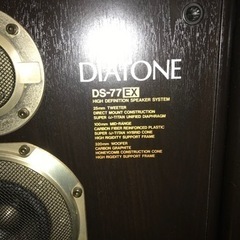 DIATONE
DS-77EX
HIGH DEFINITION SPEAKER SYSTEM
25mm TWEETER
DIRECT MOUNT CONSTRUCTION
SUPER α-TITAN UNIFIED DIAPHRAGM
100mm MID-RANGE
CARBON FIBER REINFORCED PLASTIC
SUPER α-TITAN HYBRID CONE
HIGH RIGIDITY SUPPORT FRAME
320mm WOOFER
CARBON GRAPHITE
HONEYCOMB CONSTRUCTION CONE
HIGH RIGIDITY SUPPORT FRAME